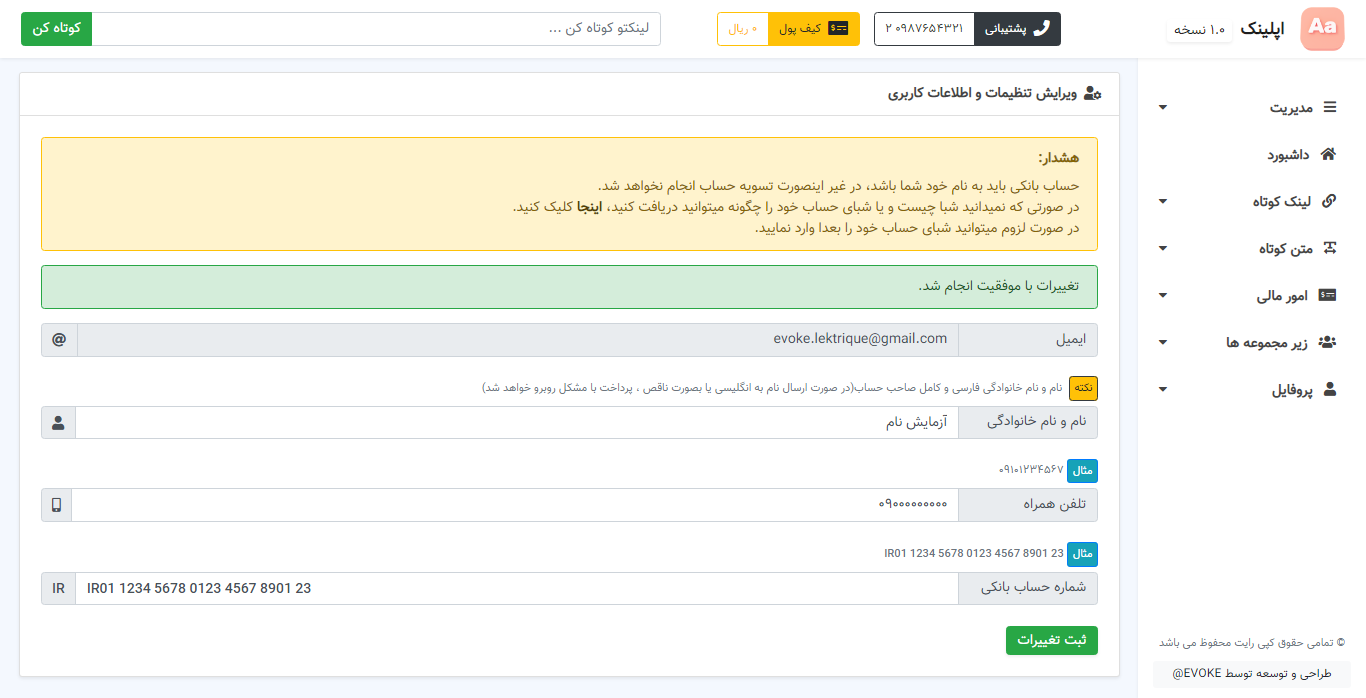 Aa
اپلینک
۱.۰ نسخه
پشتیبانی
۰۹۸۷۶۵۴۳۲۱ ۲
کیف پول
۰ ریال
لینکتو کوتاه کن ...
کوتاه کن
مدیریت
داشبورد
لینک کوتاه
متن کوتاه
امور مالی
زیر مجموعه ها
پروفایل
© تمامی حقوق کپی رایت محفوظ می باشد
طراحی و توسعه توسط EVOKE@
ویرایش تنظیمات و اطلاعات کاربری
هشدار:
حساب بانکی باید به نام خود شما باشد، در غیر اینصورت تسویه حساب انجام نخواهد شد.
در صورتی که نمیدانید شبا چیست و یا شبای حساب خود را چگونه میتوانید دریافت کنید، اینجا کلیک کنید.
در صورت لزوم میتوانید شبای حساب خود را بعدا وارد نمایید.
تغییرات با موفقیت انجام شد.
ایمیل
evoke.lektrique@gmail.com
@
نکته
نام و نام خانوادگی فارسی و کامل صاحب حساب(در صورت ارسال نام به انگلیسی یا بصورت ناقص ، پرداخت با مشکل روبرو خواهد شد)
نام و نام خانوادگی
آزمایش نام
مثال
۰۹۱۰۱۲۳۴۵۶۷
تلفن همراه
۰۹۰۰۰۰۰۰۰۰۰
مثال
IR01 1234 5678 0123 4567 8901 23
شماره حساب بانکی
IR01 1234 5678 0123 4567 8901 23
IR
ثبت تغییرات